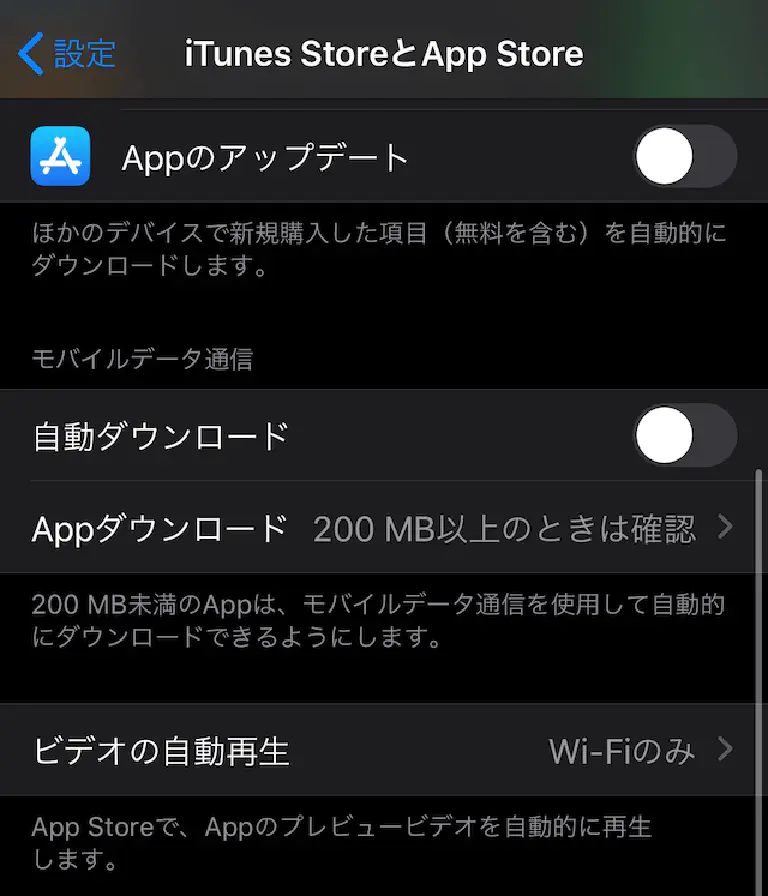 設定
iTunes StoreとApp Store
Appのアップデート
ほかのデバイスで新規購入した項目（無料を含む）を自動的に
ダウンロードします。
モバイルデータ通信
自動ダウンロード
Appダウンロード 200 MB以上のときは確認
200 MB未満のAppは、モバイルデータ通信を使用して自動的
にダウンロードできるようにします。
ビデオの自動再生 Wi-Fiのみ
App Storeで、Appのプレビュービデオを自動的に再生
します。